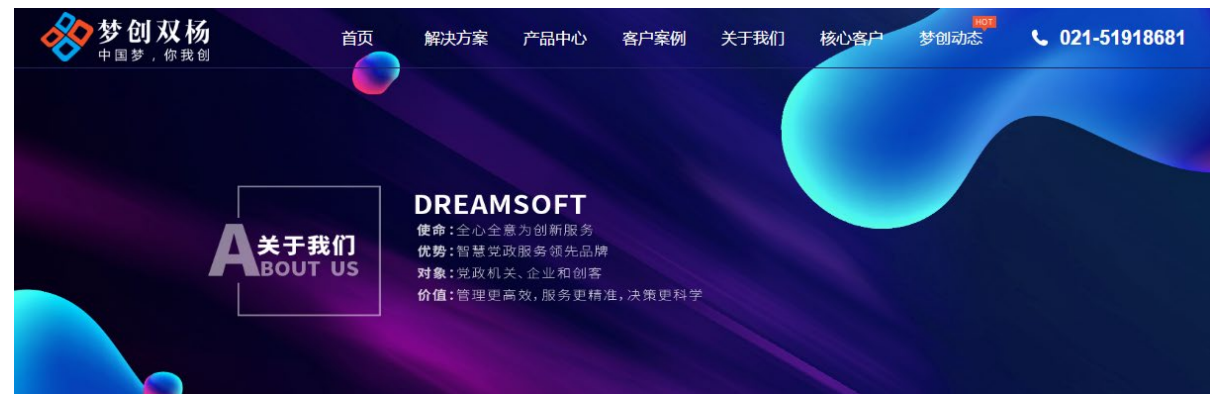 梦创双杨
中国梦，你我创
首页 解决方案 产品中心 客户案例 关于我们 核心客户 梦创动态 HOT 021-51918681
DREAMSOFT
使命:全心全意为创新服务
优势:智慧党政服务领先品牌
对象:党政机关、企业和创客
价值:管理更高效,服务更精准,决策更科学
关于我们
ABOUT US